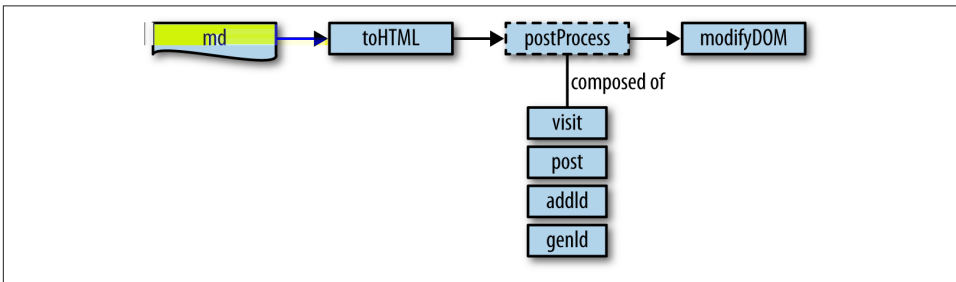 md
toHTML
postProcess
modifyDOM
composed of
visit
post
addId
genId